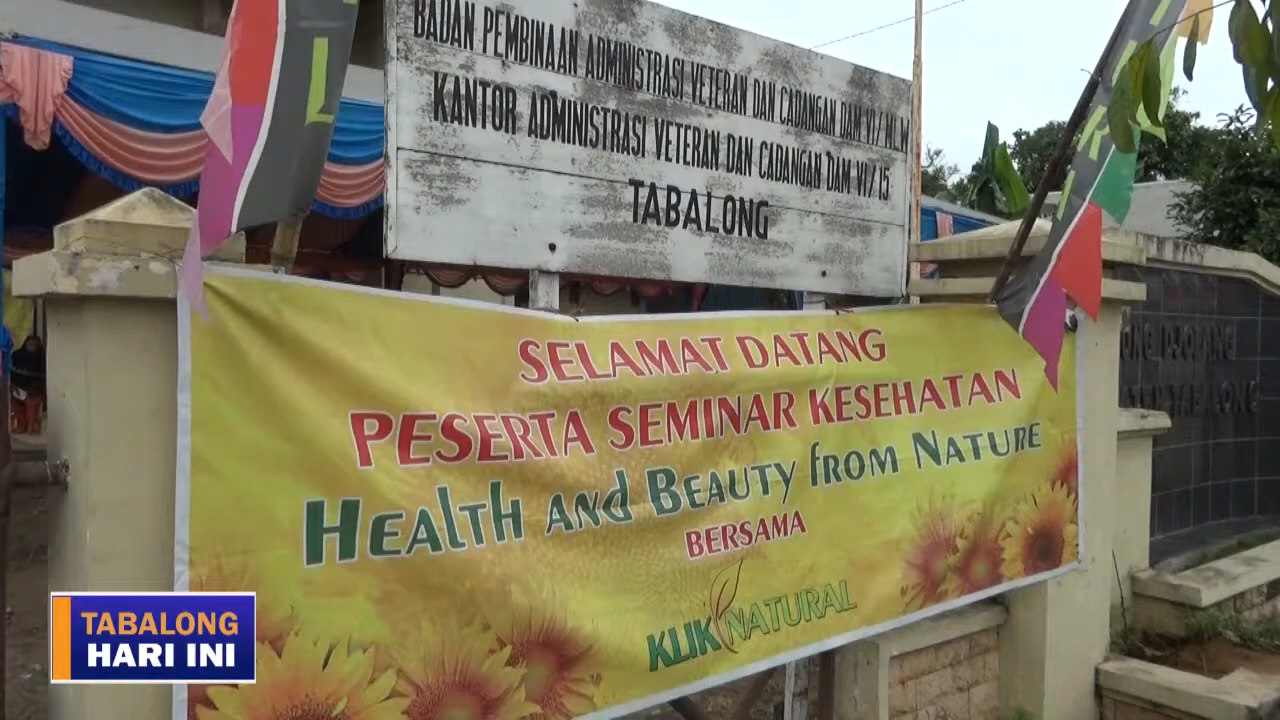 BADAN PEMBINAAN ADMINISTRASI VETERAN DAN CADANGAN DAM VI/
KANTOR ADMINISTRASI VETERAN DAN CADANGAN DAM VI/15
TABALONG
SELAMAT DATANG
PESERTA SEMINAR KESEHATAN
HEALTH AND BEAUTY FROM NATURE
BERSAMA
KLIK NATURAL
TABALONG
TABALONG
HARI INI